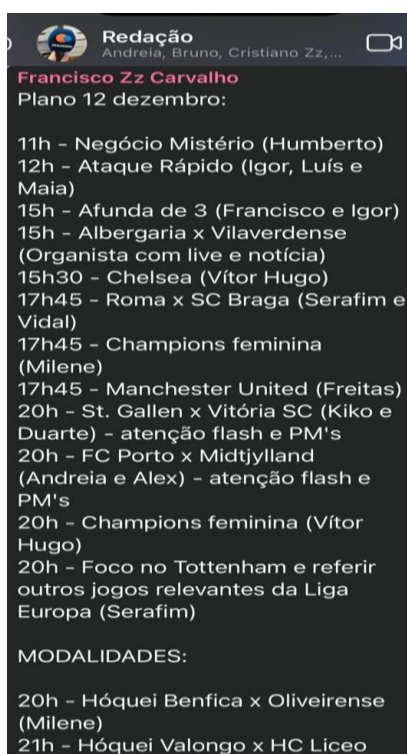 Redação
Andreia, Bruno, Cristiano Zz,...
Francisco Zz Carvalho
Plano 12 dezembro:
11h – Negócio Mistério (Humberto)
12h – Ataque Rápido (Igor, Luís e
Maia)
15h – Afunda de 3 (Francisco e Igor)
15h – Albergaria x Vilaverdense
(Organista com live e notícia)
15h30 – Chelsea (Vítor Hugo)
17h45 – Roma x SC Braga (Serafim e
Vidal)
17h45 – Champions feminina
(Milene)
17h45 – Manchester United (Freitas)
20h – St. Gallen x Vitória SC (Kiko e
Duarte) – atenção flash e PM's
20h – FC Porto x Midtjylland
(Andreia e Alex) – atenção flash e
PM's
20h – Champions feminina (Vítor
Hugo)
20h – Foco no Tottenham e referir
outros jogos relevantes da Liga
Europa (Serafim)
MODALIDADES:
20h – Hóquei Benfica x Oliveirense
(Milene)
21h – Hóquei Valongo x HC Liceo